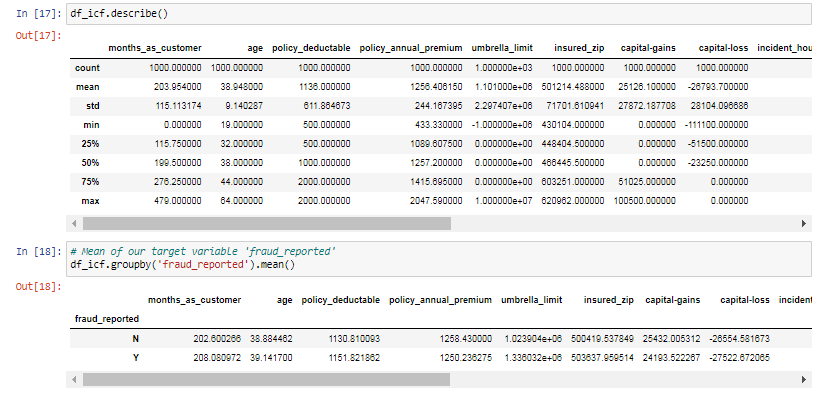 In [17]: df_icf.describe()
Out[17]:
months_as_customer age policy_deductable policy_annual_premium umbrella_limit insured_zip capital-gains capital-loss incident_hou
count 1000.000000 1000.000000 1000.000000 1000.000000 1.000000e+03 1000.000000 1000.000000 1000.000000
mean 203.954000 38.948000 1136.000000 1256.406150 1.101000e+06 501214.488000 25126.100000 -26793.700000
std 115.113174 9.140287 611.864673 244.167395 2.297407e+06 71701.610941 27872.187708 28104.096686
min 0.000000 19.000000 500.000000 433.330000 -1.000000e+06 430104.000000 0.000000 -111100.000000
25% 115.750000 32.000000 500.000000 1089.607500 0.000000e+00 448404.500000 0.000000 -51500.000000
50% 199.500000 38.000000 1000.000000 1257.200000 0.000000e+00 466445.500000 0.000000 -23250.000000
75% 276.250000 44.000000 2000.000000 1415.695000 0.000000e+00 603251.000000 51025.000000 0.000000
max 479.000000 64.000000 2000.000000 2047.590000 1.000000e+07 620962.000000 100500.000000 0.000000
In [18]: # Mean of our target variable 'fraud_reported'
df_icf.groupby('fraud_reported').mean()
Out[18]:
months_as_customer age policy_deductable policy_annual_premium umbrella_limit insured_zip capital-gains capital-loss incident
fraud_reported
N 202.600266 38.884462 1130.810093 1258.430000 1.023904e+06 500419.537849 25432.005312 -26554.581673
Y 208.080972 39.141700 1151.821862 1250.236275 1.336032e+06 503637.959514 24193.522267 -27522.672065